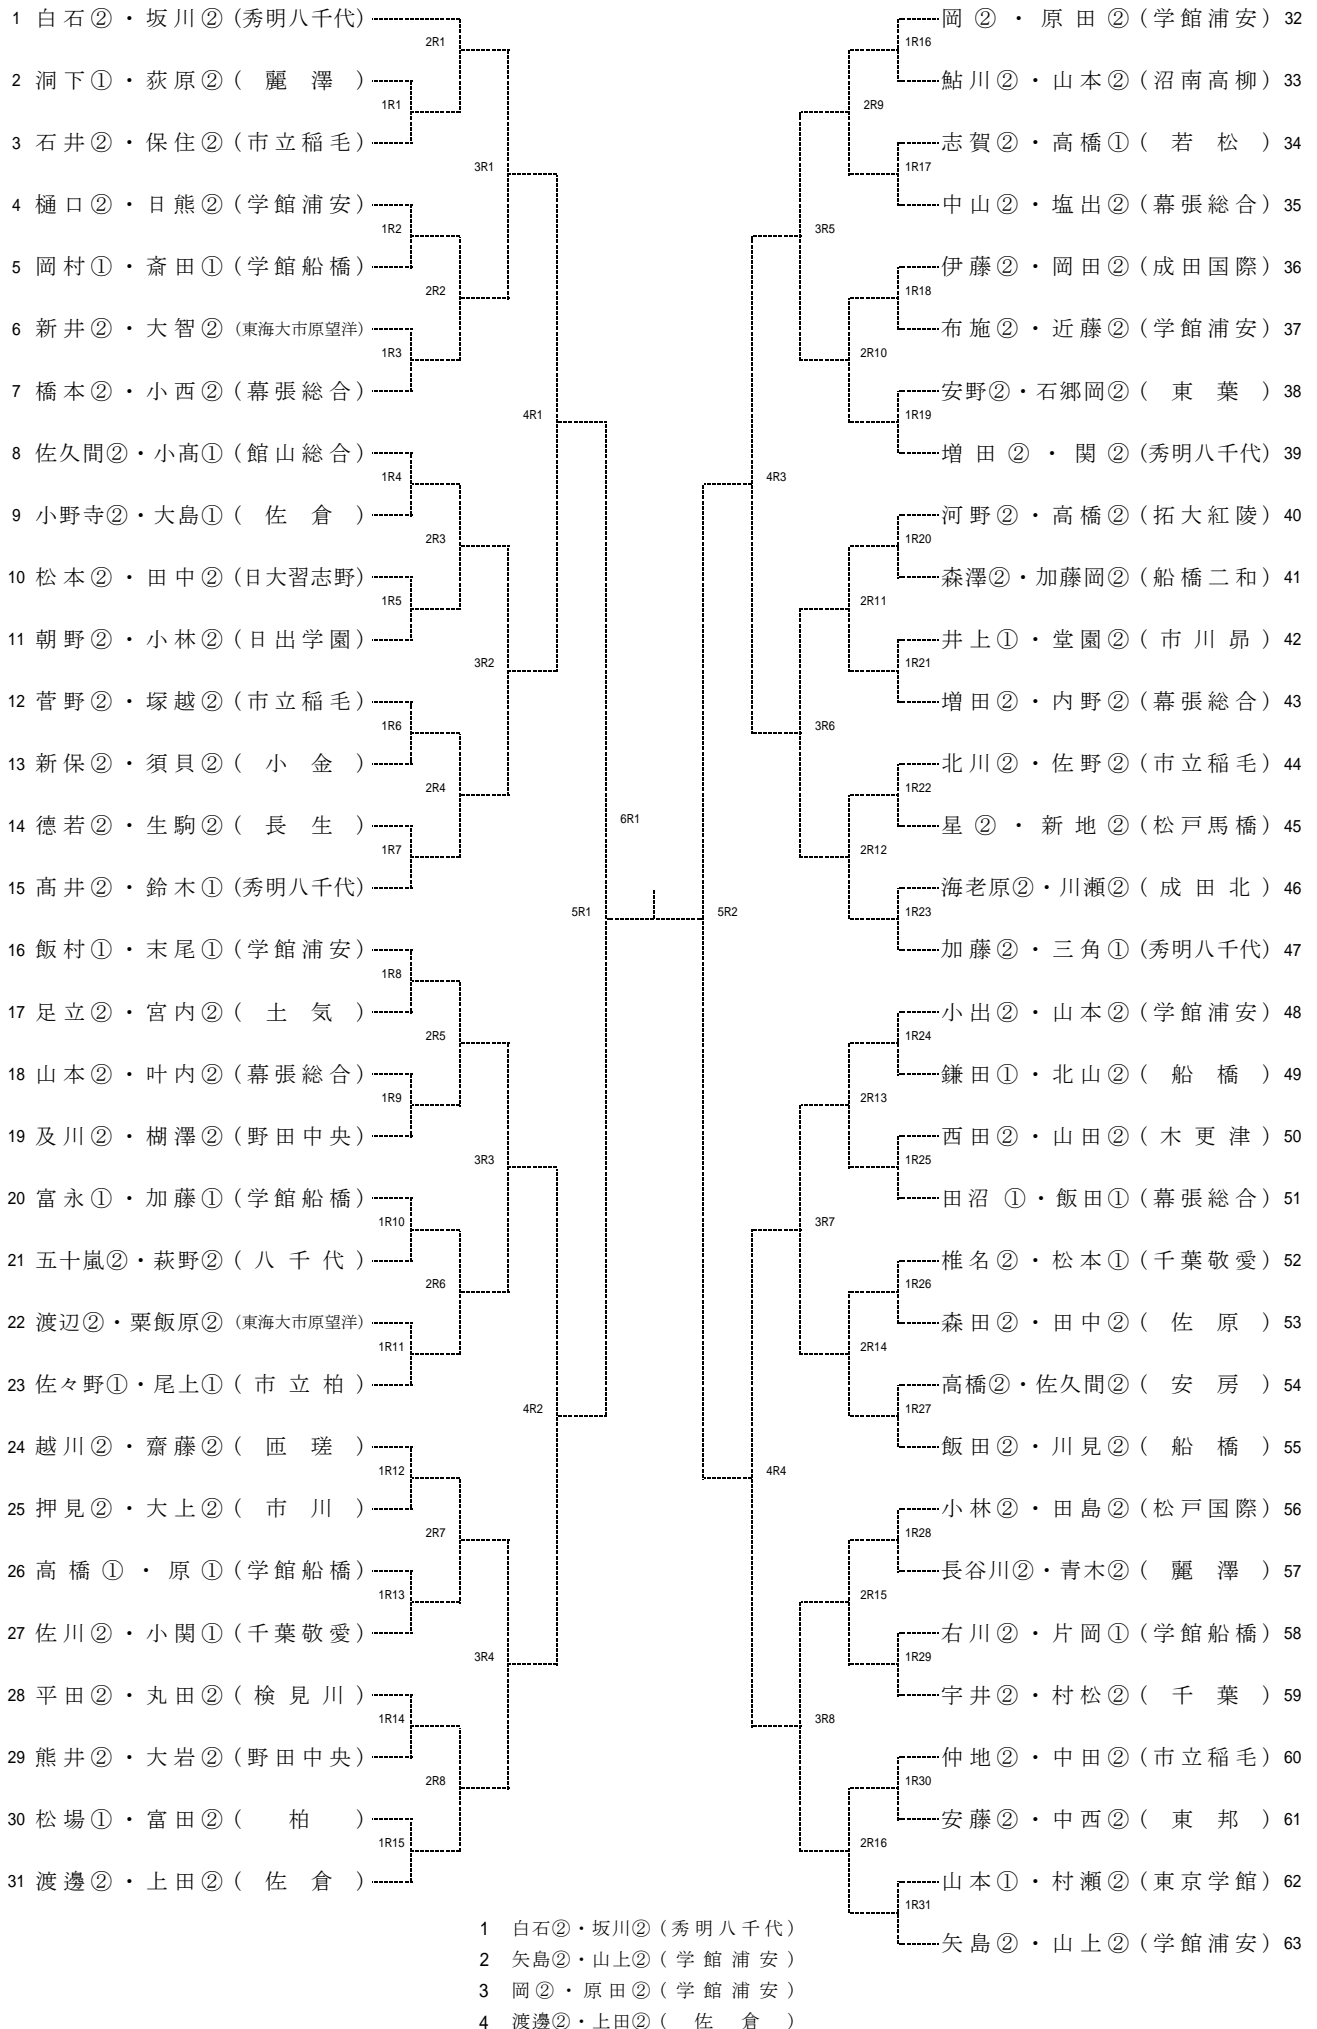 1 白石②・坂川②(秀明八千代)
2R1
2 洞下①・荻原②(麗澤)
1R1
3 石井②・保住②(市立稲毛)
3R1
4 樋口②・日熊②(学館浦安)
1R2
5 岡村①・斎田①(学館船橋)
2R2
6 新井②・大智②(東海大市原望洋)
1R3
7 橋本②・小西②(幕張総合)
4R1
8 佐久間②・小髙①(館山総合)
1R4
9 小野寺②・大島①(佐倉)
2R3
10 松本②・田中②(日大習志野)
1R5
11 朝野②・小林②(日出学園)
3R2
12 菅野②・塚越②(市立稲毛)
1R6
13 新保②・須貝②(小金)
2R4
14 德若②・生駒②(長生)
6R1
1R7
15 髙井②・鈴木①(秀明八千代)
5R1
16 飯村①・末尾①(学館浦安)
1R8
17 足立②・宮内②(土気)
2R5
18 山本②・叶内②(幕張総合)
1R9
19 及川②・楜澤②(野田中央)
3R3
20 富永①・加藤①(学館船橋)
1R10
21 五十嵐②・萩野②(八千代)
2R6
22 渡辺②・粟飯原②(東海大市原望洋)
1R11
23 佐々野①・尾上①(市立柏)
4R2
24 越川②・齋藤②(匝瑳)
1R12
25 押見②・大上②(市川)
2R7
26 高橋①・原①(学館船橋)
1R13
27 佐川②・小関①(千葉敬愛)
3R4
28 平田②・丸田②(検見川)
1R14
29 熊井②・大岩②(野田中央)
2R8
30 松場①・富田②(柏)
1R15
31 渡邊②・上田②(佐倉)
岡②・原田②(学館浦安) 32
1R16
鮎川②・山本②(沼南高柳) 33
2R9
志賀②・高橋①(若松) 34
1R17
中山②・塩出②(幕張総合) 35
3R5
伊藤②・岡田②(成田国際) 36
1R18
布施②・近藤②(学館浦安) 37
2R10
安野②・石郷岡②(東葉) 38
1R19
増田②・関②(秀明八千代) 39
4R3
河野②・高橋②(拓大紅陵) 40
1R20
森澤②・加藤岡②(船橋二和) 41
2R11
井上①・堂園②(市川昴) 42
1R21
増田②・内野②(幕張総合) 43
3R6
北川②・佐野②(市立稲毛) 44
1R22
星②・新地②(松戸馬橋) 45
2R12
海老原②・川瀬②(成田北) 46
5R2
1R23
加藤②・三角①(秀明八千代) 47
小出②・山本②(学館浦安) 48
1R24
鎌田①・北山②(船橋) 49
2R13
西田②・山田②(木更津) 50
1R25
田沼①・飯田①(幕張総合) 51
3R7
椎名②・松本①(千葉敬愛) 52
1R26
森田②・田中②(佐原) 53
2R14
高橋②・佐久間②(安房) 54
1R27
飯田②・川見②(船橋) 55
4R4
小林②・田島②(松戸国際) 56
1R28
長谷川②・青木②(麗澤) 57
2R15
右川②・片岡①(学館船橋) 58
1R29
宇井②・村松②(千葉) 59
3R8
仲地②・中田②(市立稲毛) 60
1R30
安藤②・中西②(東邦) 61
2R16
山本①・村瀬②(東京学館) 62
1R31
矢島②・山上②(学館浦安) 63
1 白石②・坂川②(秀明八千代)
2 矢島②・山上②(学館浦安)
3 岡②・原田②(学館浦安)
4 渡邊②・上田②(佐倉)